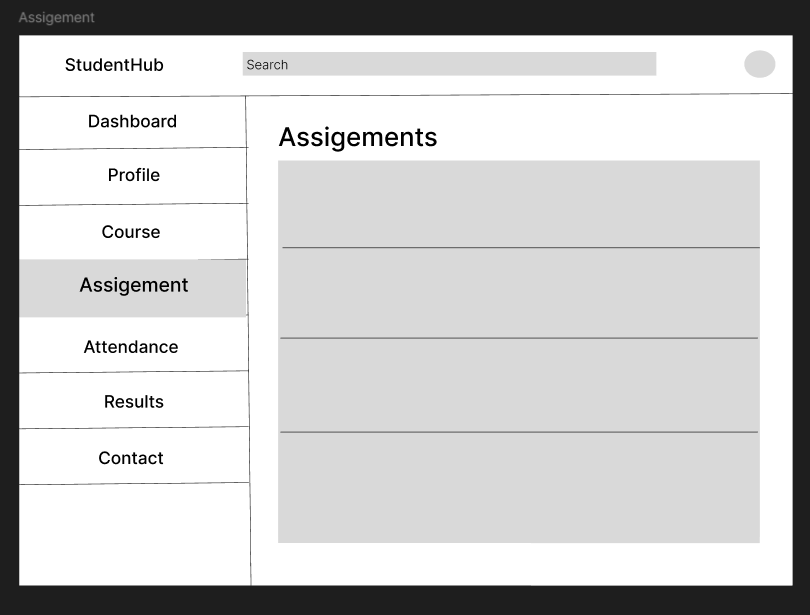 Assigement
StudentHub
Search
Dashboard
Profile
Course
Assigement
Attendance
Results
Contact
Assigements